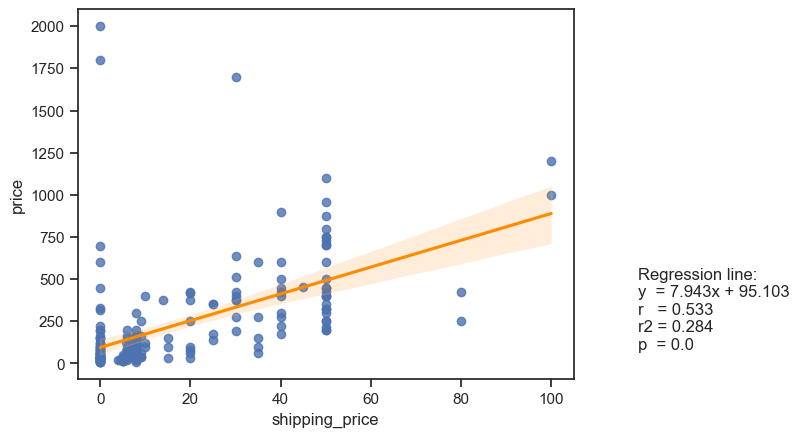 2000
1750
1500
1250
1000
750
500
250
0
price
0 20 40 60 80 100
shipping_price
Regression line:
y = 7.943x + 95.103
r = 0.533
r2 = 0.284
p = 0.0